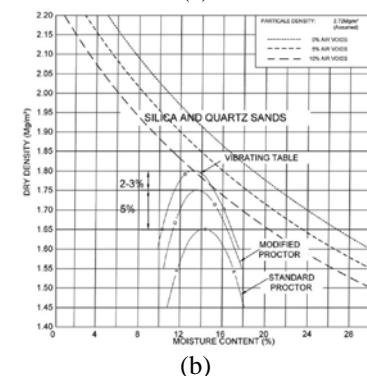 PARTICALE DENSITY: 2.72Mg/m³
(Assumed)
0% AIR VOIDS
5% AIR VOIDS
10% AIR VOIDS
SILICA AND QUARTZ SANDS
VIBRATING TABLE
2-3%
5%
MODIFIED
PROCTOR
STANDARD
PROCTOR
DRY DENSITY (Mg/m³)
2.20
2.15
2.10
2.05
2.00
1.95
1.90
1.85
1.80
1.75
1.70
1.65
1.60
1.55
1.50
1.45
1.40
0 4 8 12 16 20 24 28
MOISTURE CONTENT (%)
(b)